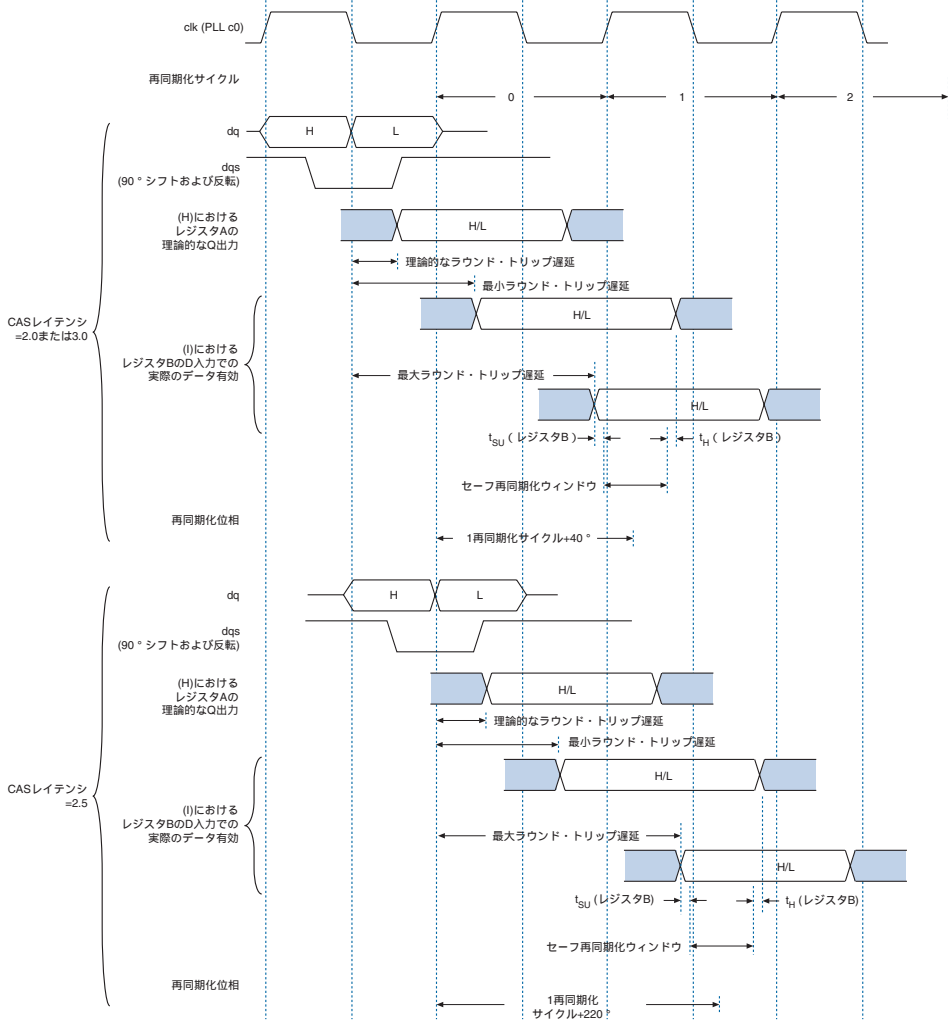 clk (PLL c0)
再同期化サイクル
0
1
2
dq
H
L
dqs
(90 ° シフトおよび反転)
(H)における
レジスタAの
理論的なQ出力
H/L
理論的なラウンド・トリップ遅延
最小ラウンド・トリップ遅延
CASレイテンシ
=2.0または3.0
(I)における
レジスタBのD入力での
実際のデータ有効
H/L
最大ラウンド・トリップ遅延
H/L
tSU ( レジスタB )
tH ( レジスタB )
セーフ再同期化ウィンドウ
再同期化位相
1再同期化サイクル+40 °
dq
H
L
dqs
(90 ° シフトおよび反転)
(H)における
レジスタAの
理論的なQ出力
H/L
理論的なラウンド・トリップ遅延
最小ラウンド・トリップ遅延
CASレイテンシ
=2.5
(I)における
レジスタBのD入力での
実際のデータ有効
H/L
最大ラウンド・トリップ遅延
H/L
tSU (レジスタB)
tH (レジスタB)
セーフ再同期化ウィンドウ
再同期化位相
1再同期化
サイクル+220 °